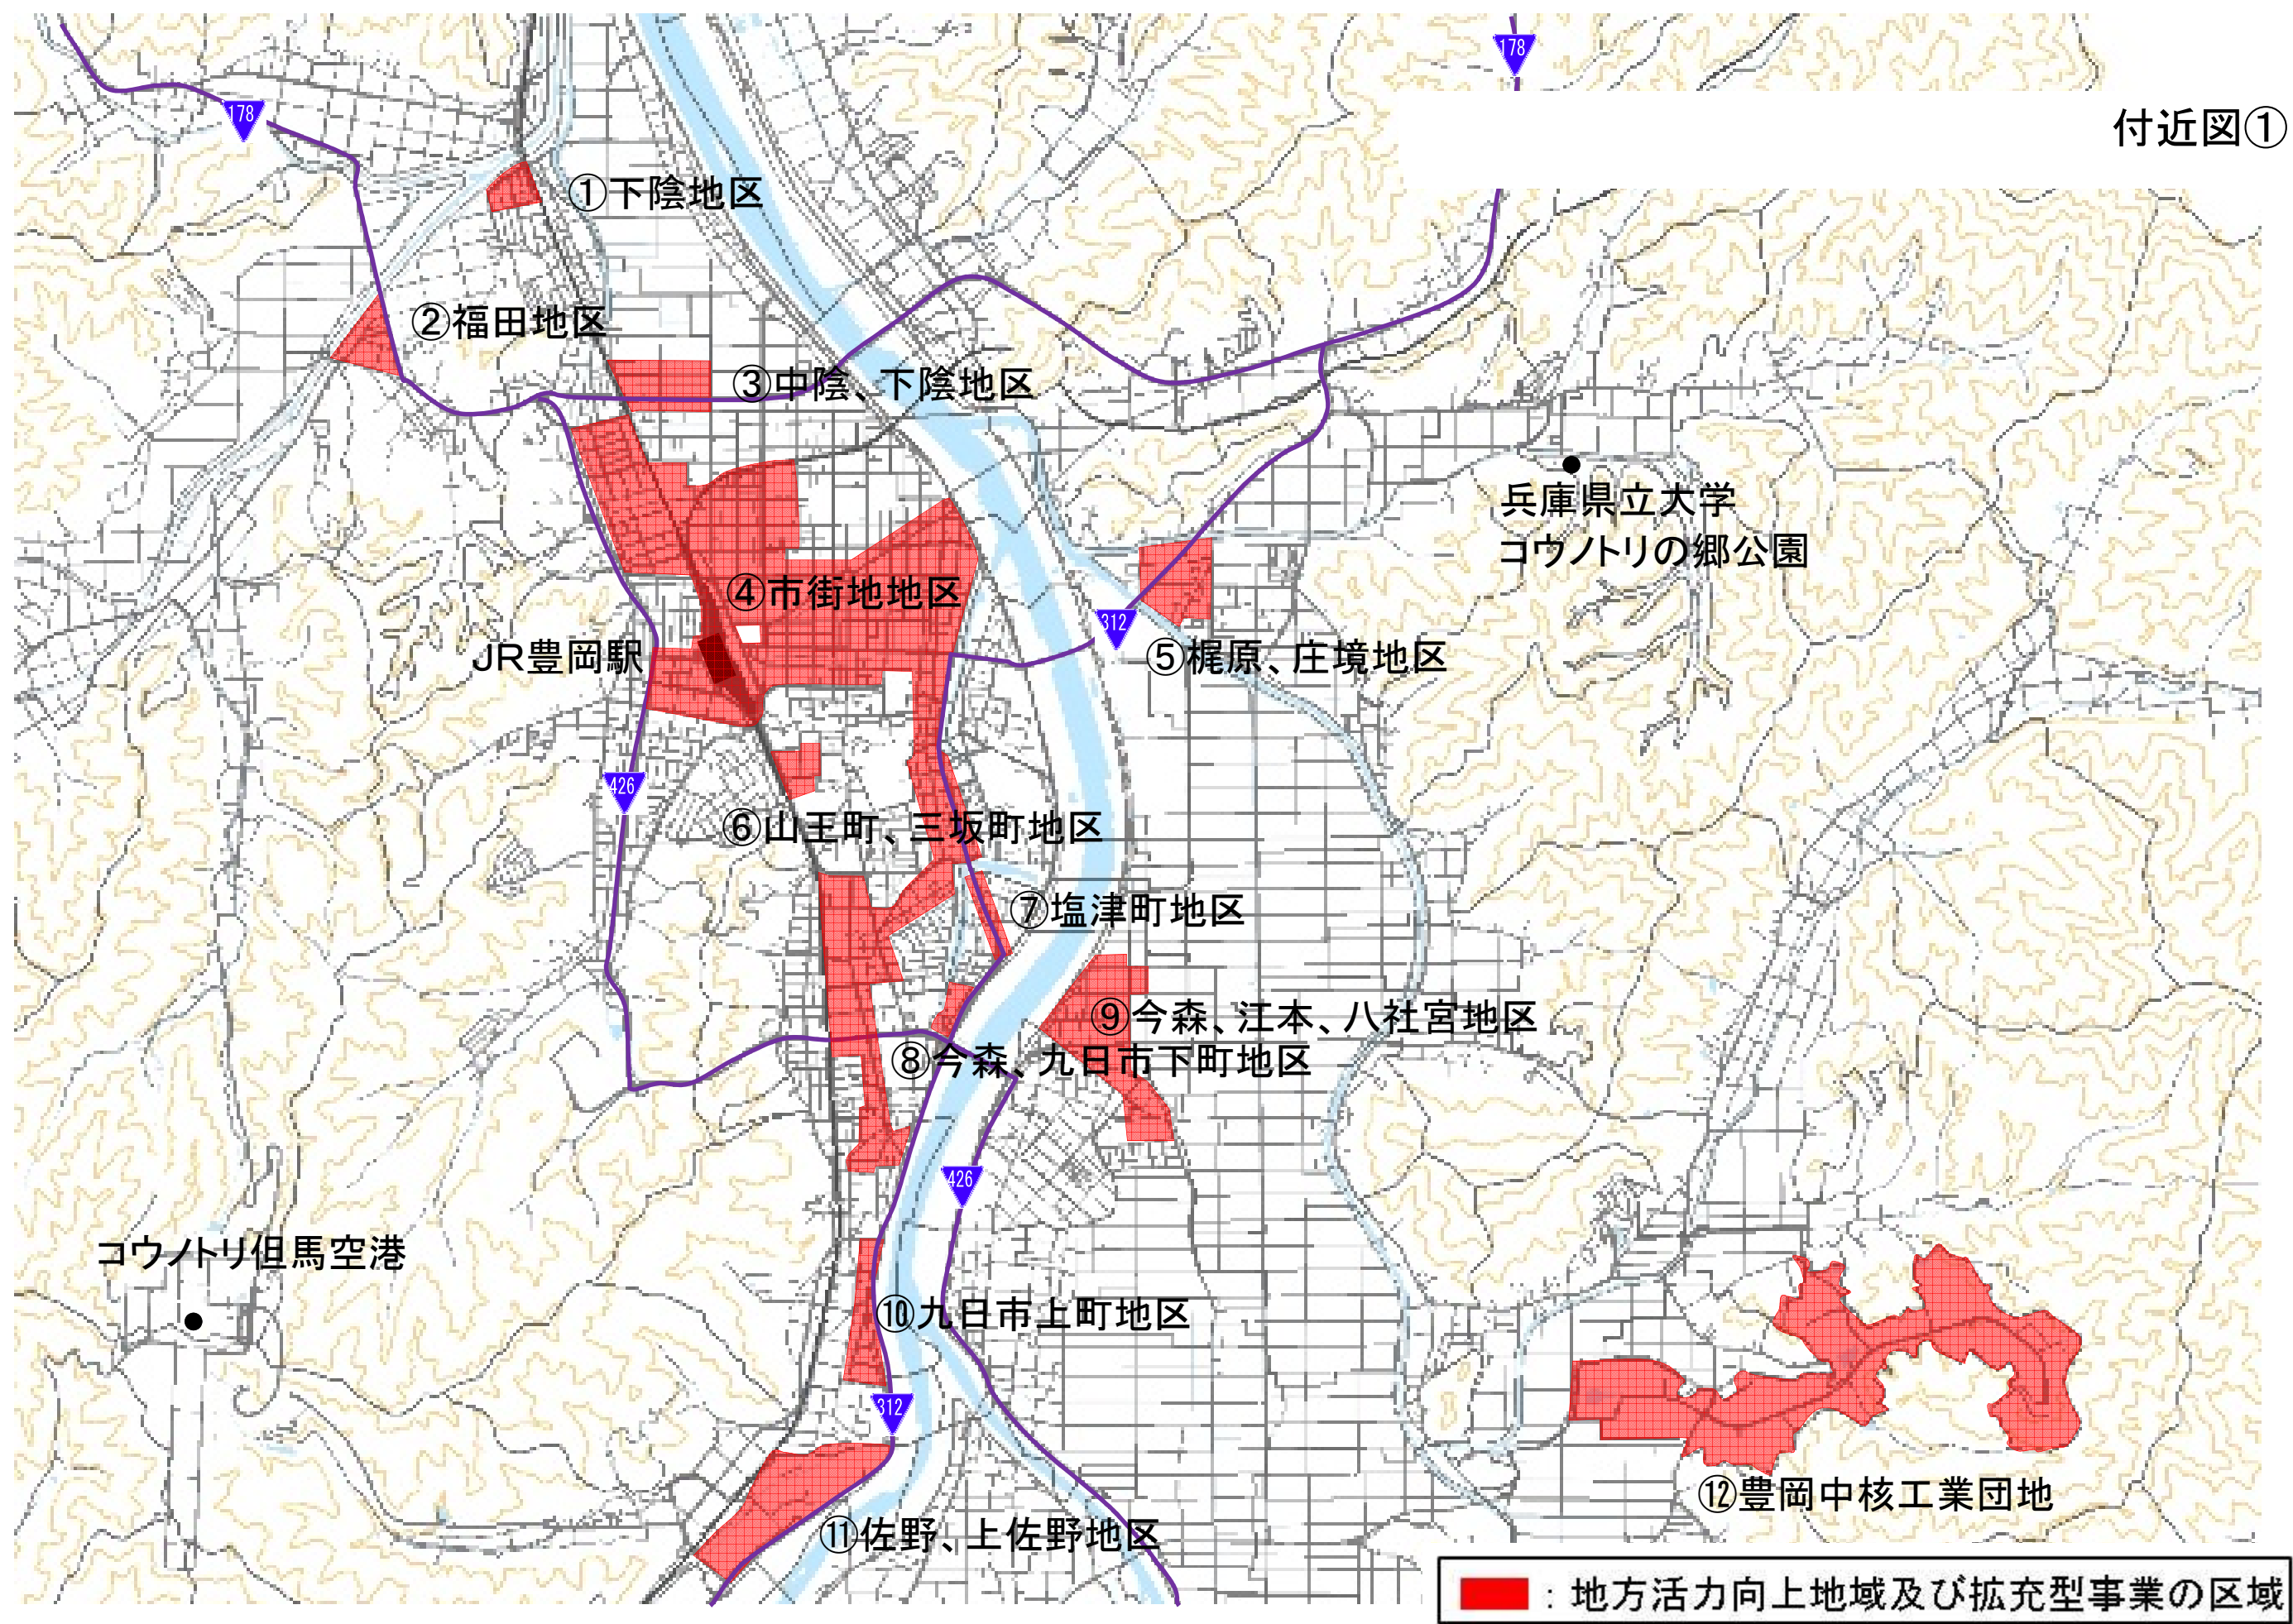 178
付近図①
178
①下陰地区
②福田地区
③中陰、下陰地区
兵庫県立大学
コウノトリの郷公園
④市街地地区
312
JR豊岡駅
⑤梶原、庄境地区
426
⑥山王町、三坂町地区
⑦塩津町地区
⑨今森、江本、八社宮地区
⑧今森、九日市下町地区
426
コウノトリ但馬空港
⑩九日市上町地区
312
⑫豊岡中核工業団地
⑪佐野、上佐野地区
：地方活力向上地域及び拡充型事業の区域